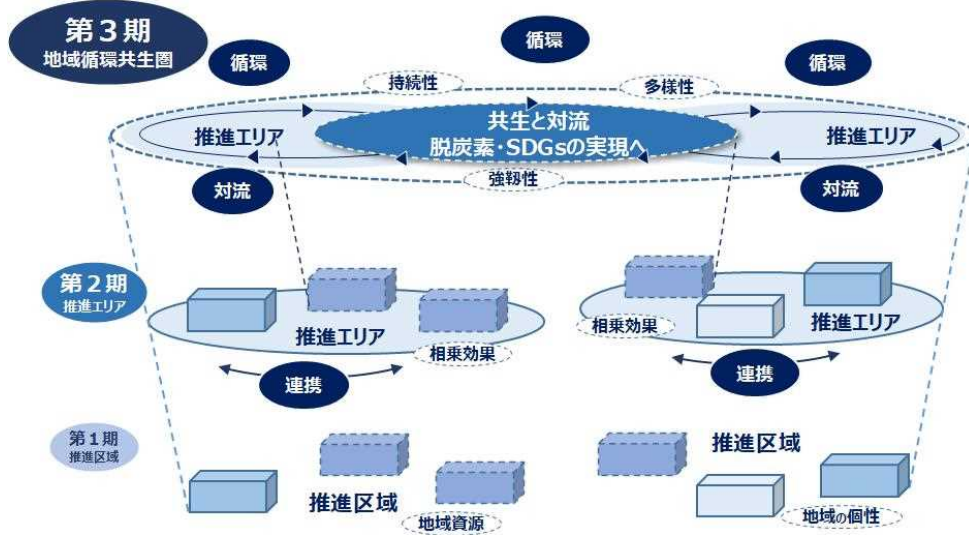 第3期
地域循環共生圏
循環
循環
循環
持続性
多様性
推進エリア
共生と対流
脱炭素・SDGsの実現へ
推進エリア
強靱性
対流
対流
第2期
推進エリア
推進エリア
相乗効果
連携
相乗効果
推進エリア
連携
第1期
推進区域
推進区域
地域資源
推進区域
地域の個性